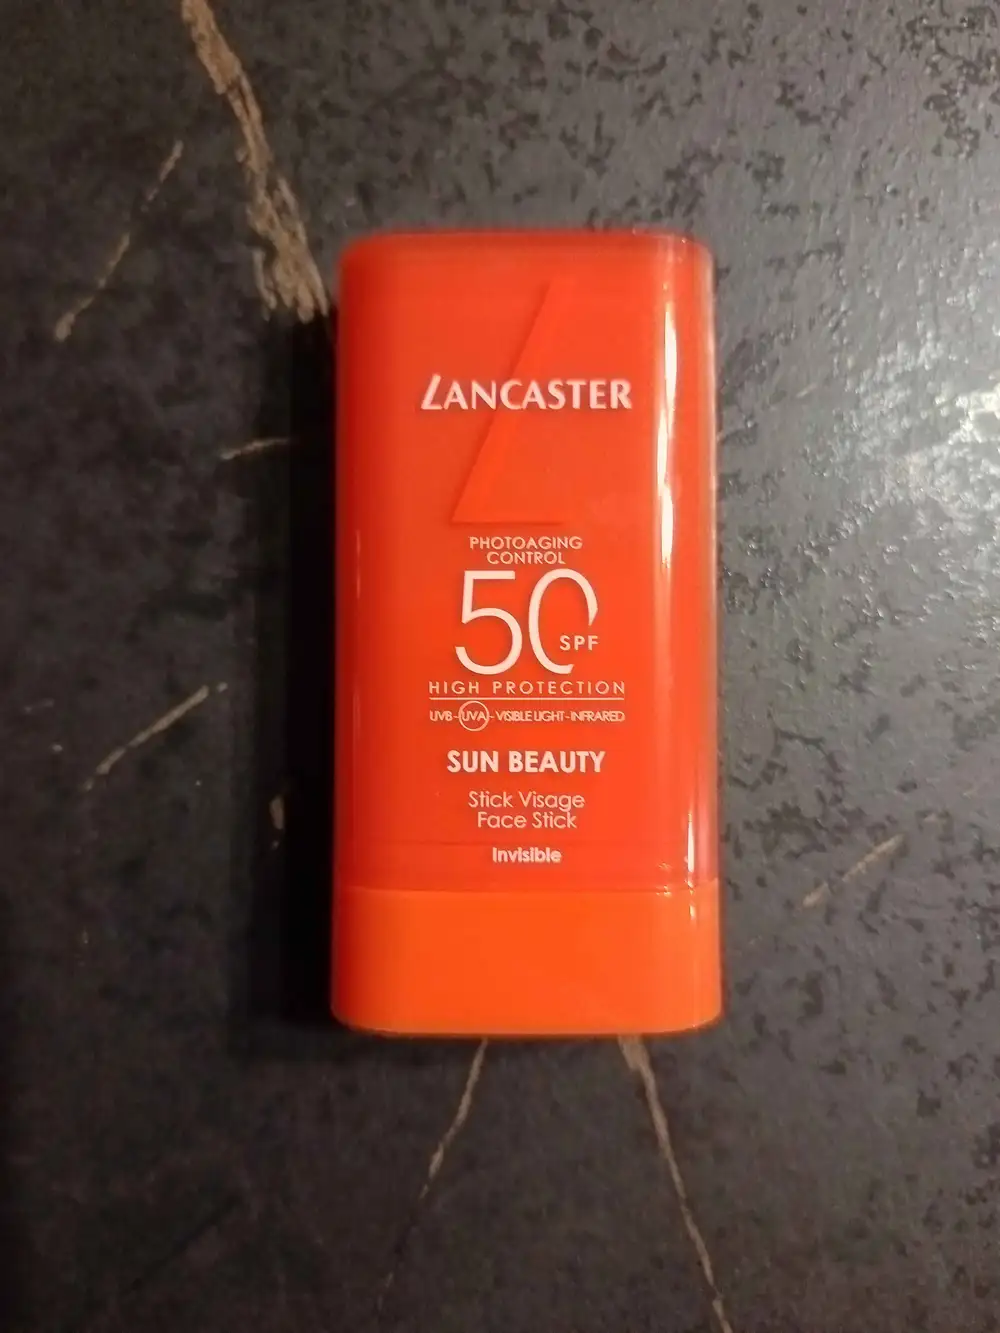 LANCASTER
PHOTOAGING
CONTROL
50
SPF
HIGH PROTECTION
UVB-UVA-VISIBLE LIGHT-INFRARED
SUN BEAUTY
Stick Visage
Face Stick
Invisible